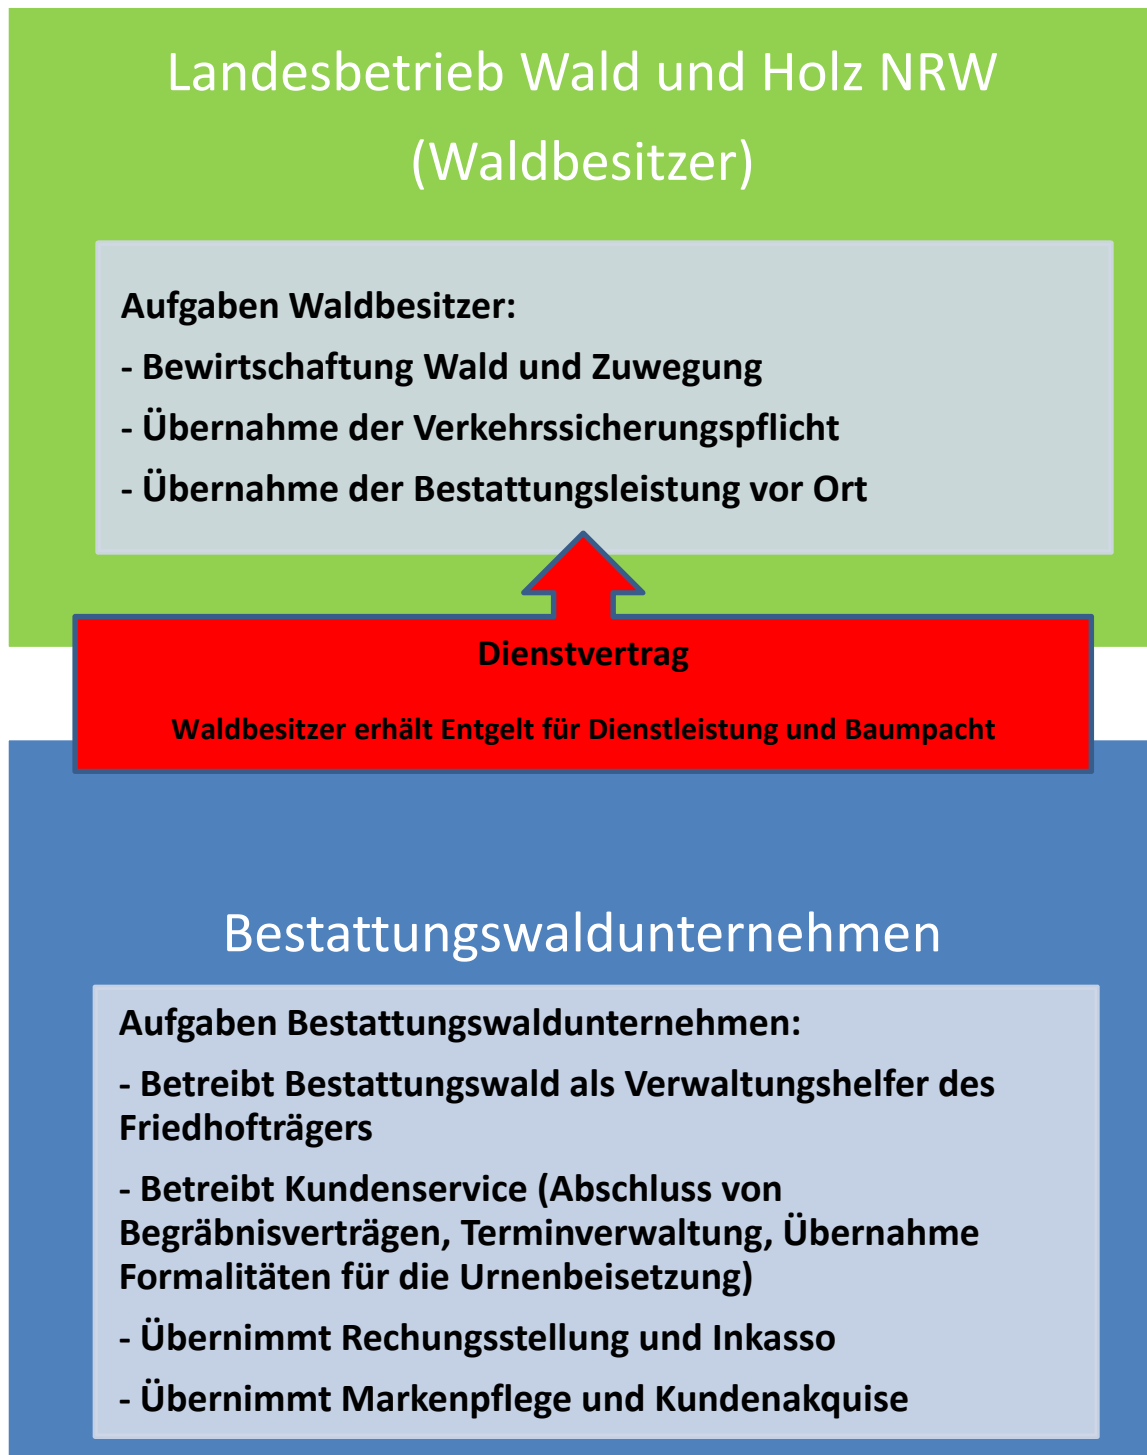 Landesbetrieb Wald und Holz NRW
(Waldbesitzer)
Aufgaben Waldbesitzer:
- Bewirtschaftung Wald und Zuwegung
- Übernahme der Verkehrssicherungspflicht
- Übernahme der Bestattungsleistung vor Ort
Dienstvertrag
Waldbesitzer erhält Entgelt für Dienstleistung und Baumpacht
Bestattungswaldunternehmen
Aufgaben Bestattungswaldunternehmen:
- Betreibt Bestattungswald als Verwaltungshelfer des
Friedhofträgers
- Betreibt Kundenservice (Abschluss von
Begräbnisverträgen, Terminverwaltung, Übernahme
Formalitäten für die Urnenbeisetzung)
- Übernimmt Rechungsstellung und Inkasso
- Übernimmt Markenpflege und Kundenakquise